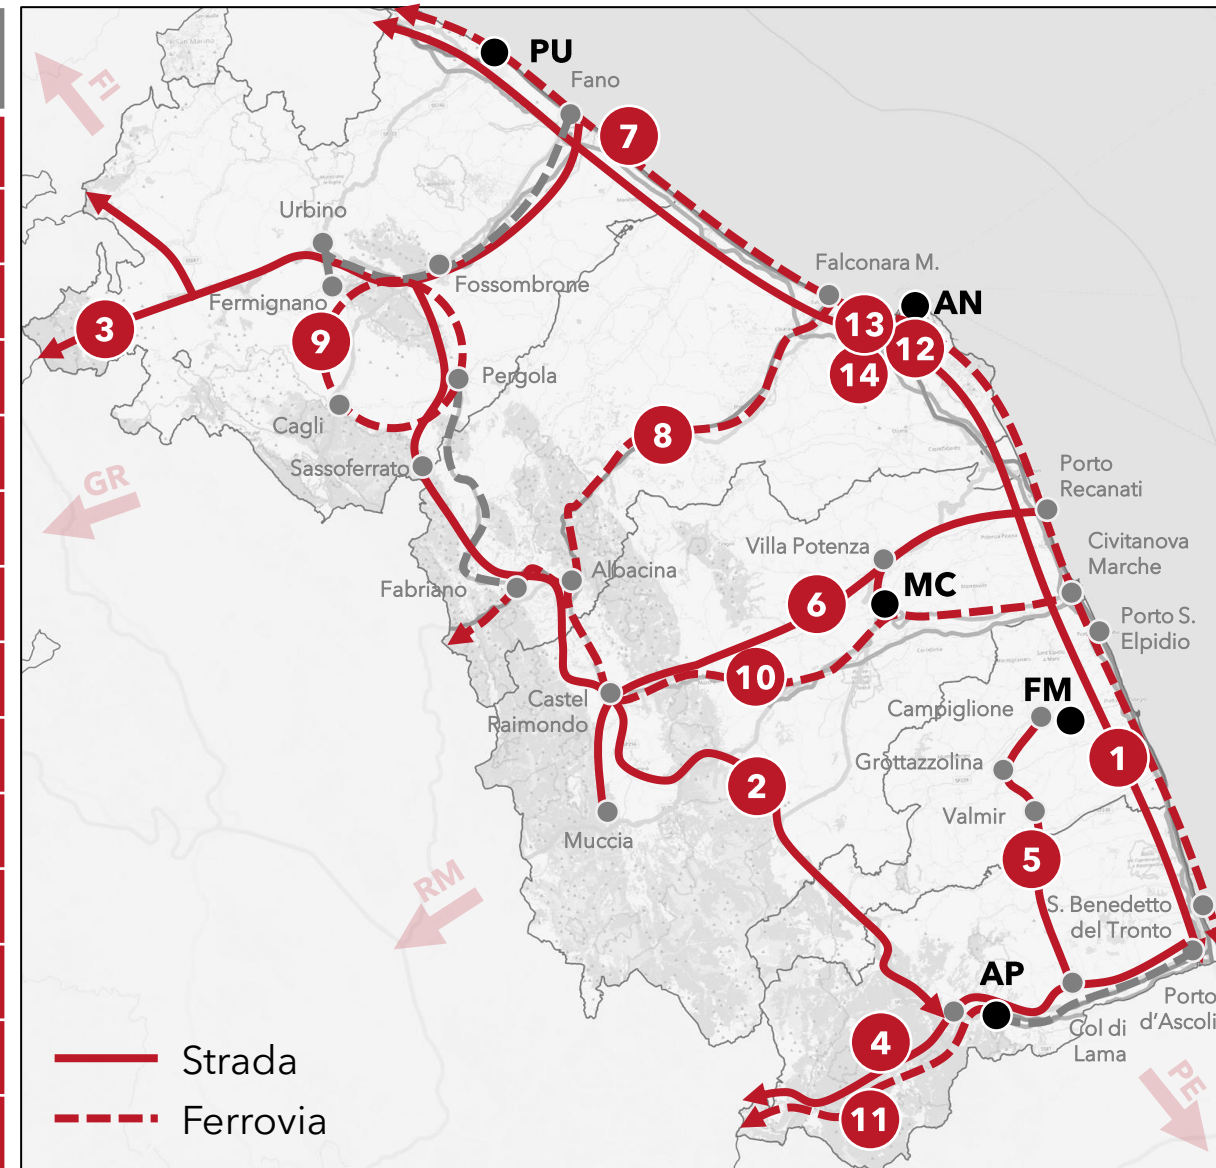 PU
Fano
7
FI
Urbino
Fossombrone
Fermignano
3
9
Falconara M.
AN
13
12
14
Pergola
Cagli
8
Sassoferrato
GR
Porto
Recanati
Villa Potenza
Civitanova
Marche
Albacina
Fabriano
MC
6
Porto S.
Elpidio
10
Castel
Raimondo
FM
Campiglione
Grottazzolina
1
2
Valmir
Muccia
5
RM
S. Benedetto
del Tronto
AP
Porto
d'Ascoli
Col di
Lama
4
11
PE
Strada
Ferrovia